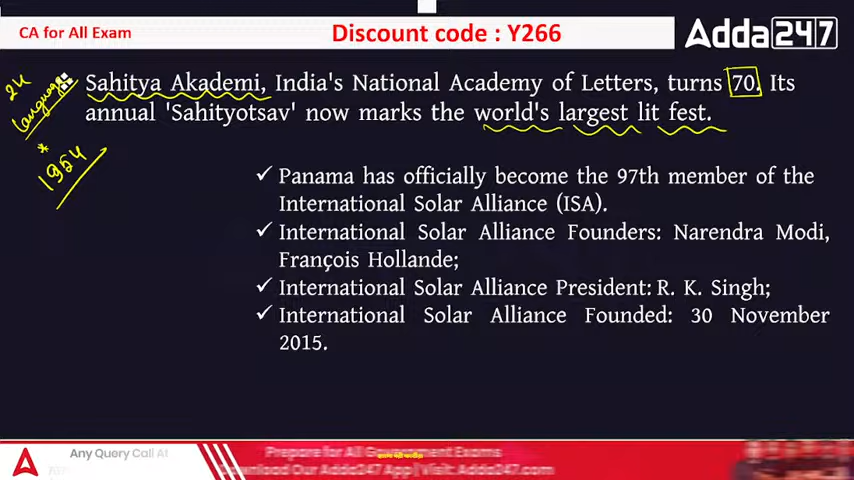 CA for All Exam
Discount code : Y266
Adda247
24
Language
* 1954
❖ Sahitya Akademi, India's National Academy of Letters, turns 70. Its
annual 'Sahityotsav' now marks the world's largest lit fest.
✓ Panama has officially become the 97th member of the
International Solar Alliance (ISA).
✓ International Solar Alliance Founders: Narendra Modi,
François Hollande;
✓ International Solar Alliance President: R. K. Singh;
✓ International Solar Alliance Founded: 30 November
2015.
Any Query Call At
Prepare for All Government Exams
Download Our Adda247 App | Visit: Adda247.com